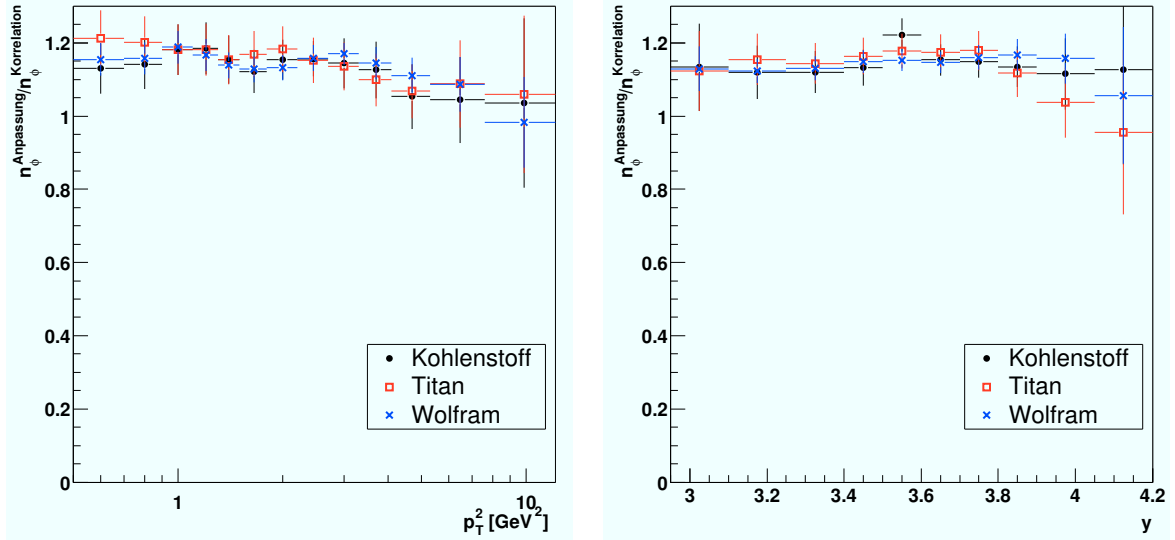 n_ϕ^Anpassung/n_ϕ^Korrelation
1.2
1
0.8
0.6
0.4
0.2
0
Kohlenstoff
Titan
Wolfram
1
10
p_T^2 [GeV^2]
n_ϕ^Anpassung/n_ϕ^Korrelation
1.2
1
0.8
0.6
0.4
0.2
0
Kohlenstoff
Titan
Wolfram
3 3.2 3.4 3.6 3.8 4 4.2
y